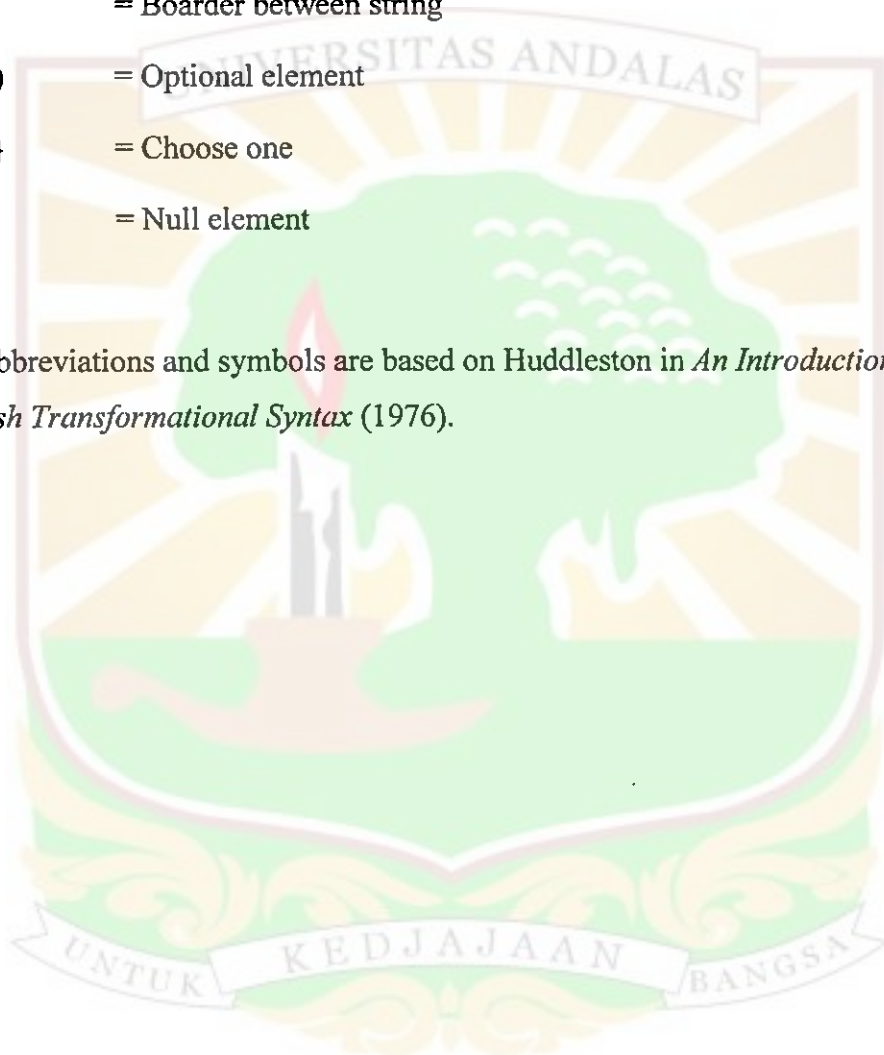 = Boarder between string
UNIVERSITAS ANDALAS
) = Optional element
} = Choose one
= Null element
bbreviations and symbols are based on Huddleston in An Introduction
sh Transformational Syntax (1976).
UNTUK KEDJAJAAN BANGSA